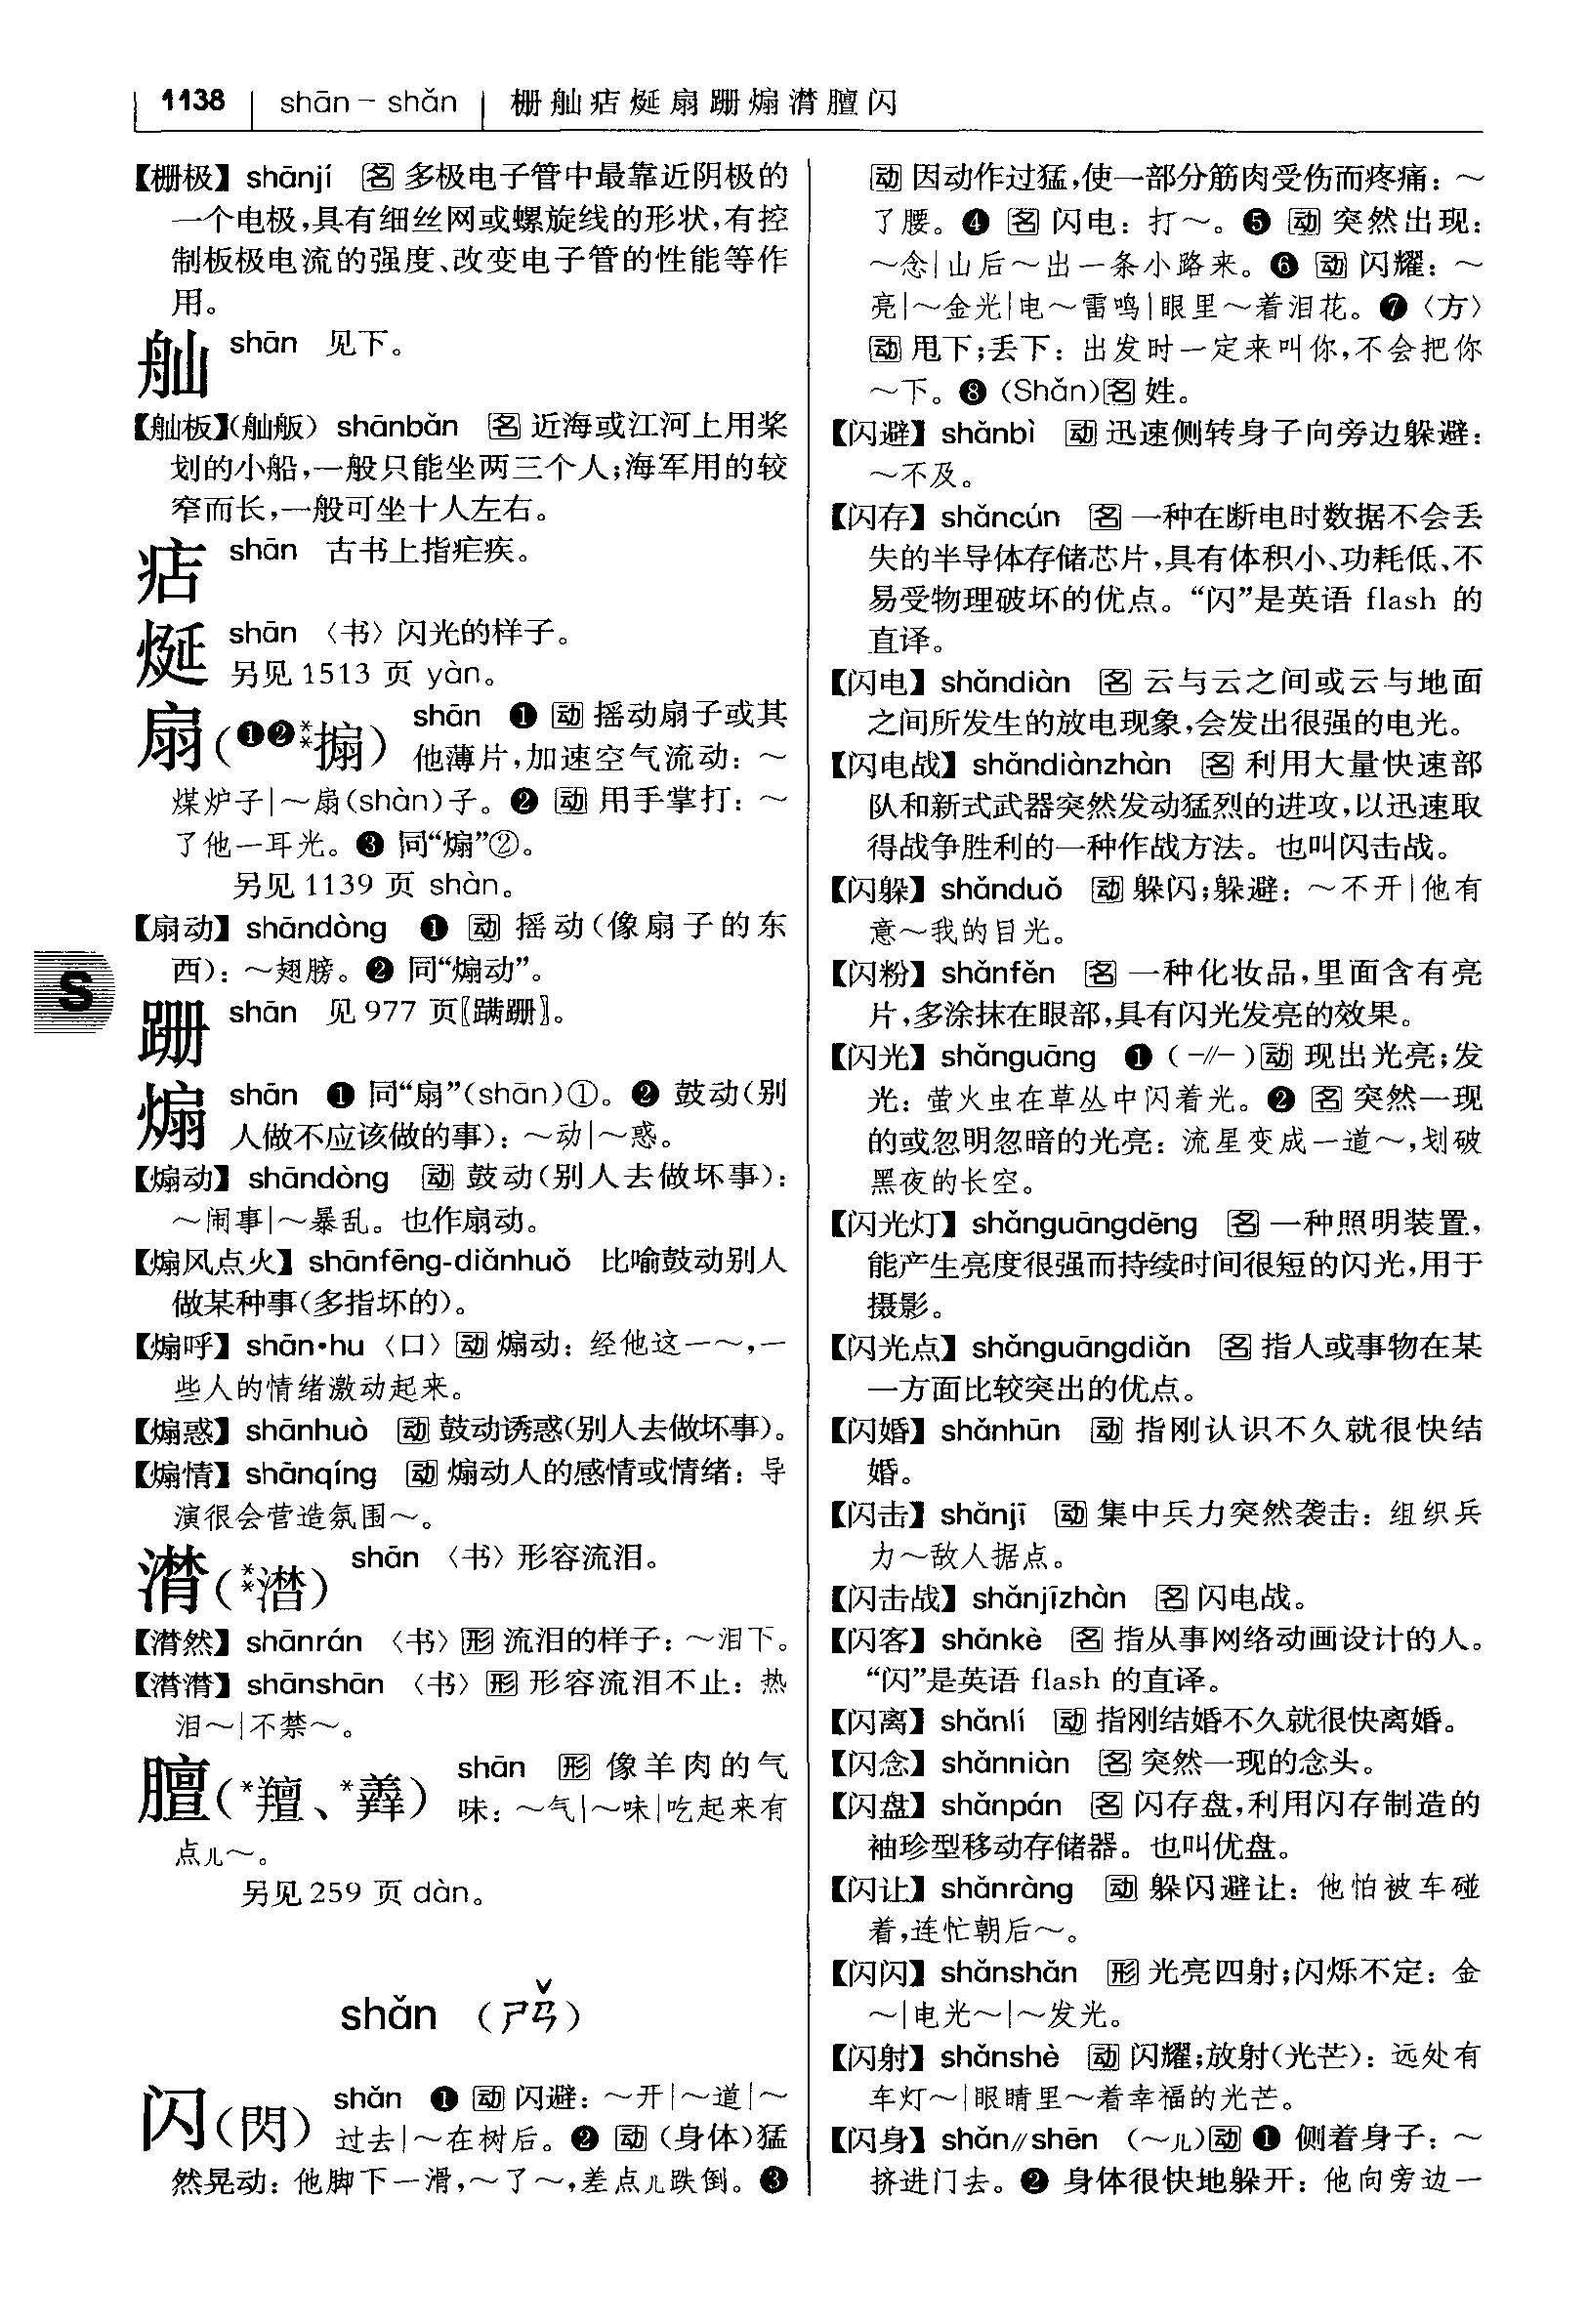 1138 shān－shǎn 栅舢痁烻扇跚煽潸膻闪
【栅极】 shānjí 名 多极电子管中最靠近阴极的
一个电极，具有细丝网或螺旋线的形状，有控
制板极电流的强度、改变电子管的性能等作
用。
舢 shān 见下。
【舢板】（舢舨） shānbǎn 名 近海或江河上用桨
划的小船，一般只能坐两三个人；海军用的较
窄而长，一般可坐十人左右。
痁 shān 古书上指疟疾。
烻 shān 〈书〉闪光的样子。
另见1513 页 yàn。
扇（❶❷**搧） shān ❶ 动 摇动扇子或其
他薄片，加速空气流动：～
煤炉子|～扇(shàn)子。❷ 动 用手掌打：～
了他一耳光。❸ 同“煽”②。
另见1139 页 shàn。
【扇动】 shāndòng ❶ 动 摇动（像扇子的东
西）：～翅膀。❷ 同“煽动”。
跚 shān 见977 页〖蹒跚〗。
煽 shān ❶ 同“扇”(shān)①。❷ 鼓动（别
人做不应该做的事）：～动|～惑。
【煽动】 shāndòng 动 鼓动（别人去做坏事）：
～闹事|～暴乱。也作扇动。
【煽风点火】 shānfēng-diǎnhuǒ 比喻鼓动别人
做某种事（多指坏的）。
【煽呼】 shān•hu 〈口〉动 煽动：经他这一～，一
些人的情绪激动起来。
【煽惑】 shānhuò 动 鼓动诱惑（别人去做坏事）。
【煽情】 shānqíng 动 煽动人的感情或情绪：导
演很会营造氛围～。
潸（**潜） shān 〈书〉形容流泪。
【潸然】 shānrán 〈书〉形 流泪的样子：～泪下。
【潸潸】 shānshān 〈书〉形 形容流泪不止：热
泪～|不禁～。
膻（*羶、*羴） shān 形 像羊肉的气
味：～气|～味|吃起来有
点儿～。
另见259 页 dàn。
shǎn （ㄕㄢˇ）
闪（閃） shǎn ❶ 动 闪避：～开|～道|～
过去|～在树后。❷ 动 （身体）猛
然晃动：他脚下一滑，～了～，差点儿跌倒。❸
动 因动作过猛，使一部分筋肉受伤而疼痛：～
了腰。❹ 名 闪电：打～。❺ 动 突然出现：
～念|山后～出一条小路来。❻ 动 闪耀：～
亮|～金光|电～雷鸣|眼里～着泪花。❼〈方〉
动 甩下；丢下：出发时一定来叫你，不会把你
～下。❽ (Shǎn)名 姓。
【闪避】 shǎnbì 动 迅速侧转身子向旁边躲避：
～不及。
【闪存】 shǎncún 名 一种在断电时数据不会丢
失的半导体存储芯片，具有体积小、功耗低、不
易受物理破坏的优点。“闪”是英语 flash 的
直译。
【闪电】 shǎndiàn 名 云与云之间或云与地面
之间所发生的放电现象，会发出很强的电光。
【闪电战】 shǎndiànzhàn 名 利用大量快速部
队和新式武器突然发动猛烈的进攻，以迅速取
得战争胜利的一种作战方法。也叫闪击战。
【闪躲】 shǎnduǒ 动 躲闪；躲避：～不开|他有
意～我的目光。
【闪粉】 shǎnfěn 名 一种化妆品，里面含有亮
片，多涂抹在眼部，具有闪光发亮的效果。
【闪光】 shǎnguāng ❶（-//-）动 现出光亮；发
光：萤火虫在草丛中闪着光。❷ 名 突然一现
的或忽明忽暗的光亮：流星变成一道～，划破
黑夜的长空。
【闪光灯】 shǎnguāngdēng 名 一种照明装置，
能产生亮度很强而持续时间很短的闪光，用于
摄影。
【闪光点】 shǎnguāngdiǎn 名 指人或事物在某
一方面比较突出的优点。
【闪婚】 shǎnhūn 动 指刚认识不久就很快结
婚。
【闪击】 shǎnjī 动 集中兵力突然袭击：组织兵
力～敌人据点。
【闪击战】 shǎnjīzhàn 名 闪电战。
【闪客】 shǎnkè 名 指从事网络动画设计的人。
“闪”是英语 flash 的直译。
【闪离】 shǎnlí 动 指刚结婚不久就很快离婚。
【闪念】 shǎnniàn 名 突然一现的念头。
【闪盘】 shǎnpán 名 闪存盘，利用闪存制造的
袖珍型移动存储器。也叫优盘。
【闪让】 shǎnràng 动 躲闪避让：他怕被车碰
着，连忙朝后～。
【闪闪】 shǎnshǎn 形 光亮四射；闪烁不定：金
～|电光～|～发光。
【闪射】 shǎnshè 动 闪耀；放射（光芒）：远处有
车灯～|眼睛里～着幸福的光芒。
【闪身】 shǎn//shēn （～儿）动 ❶ 侧着身子：～
挤进门去。❷ 身体很快地躲开：他向旁边一
S